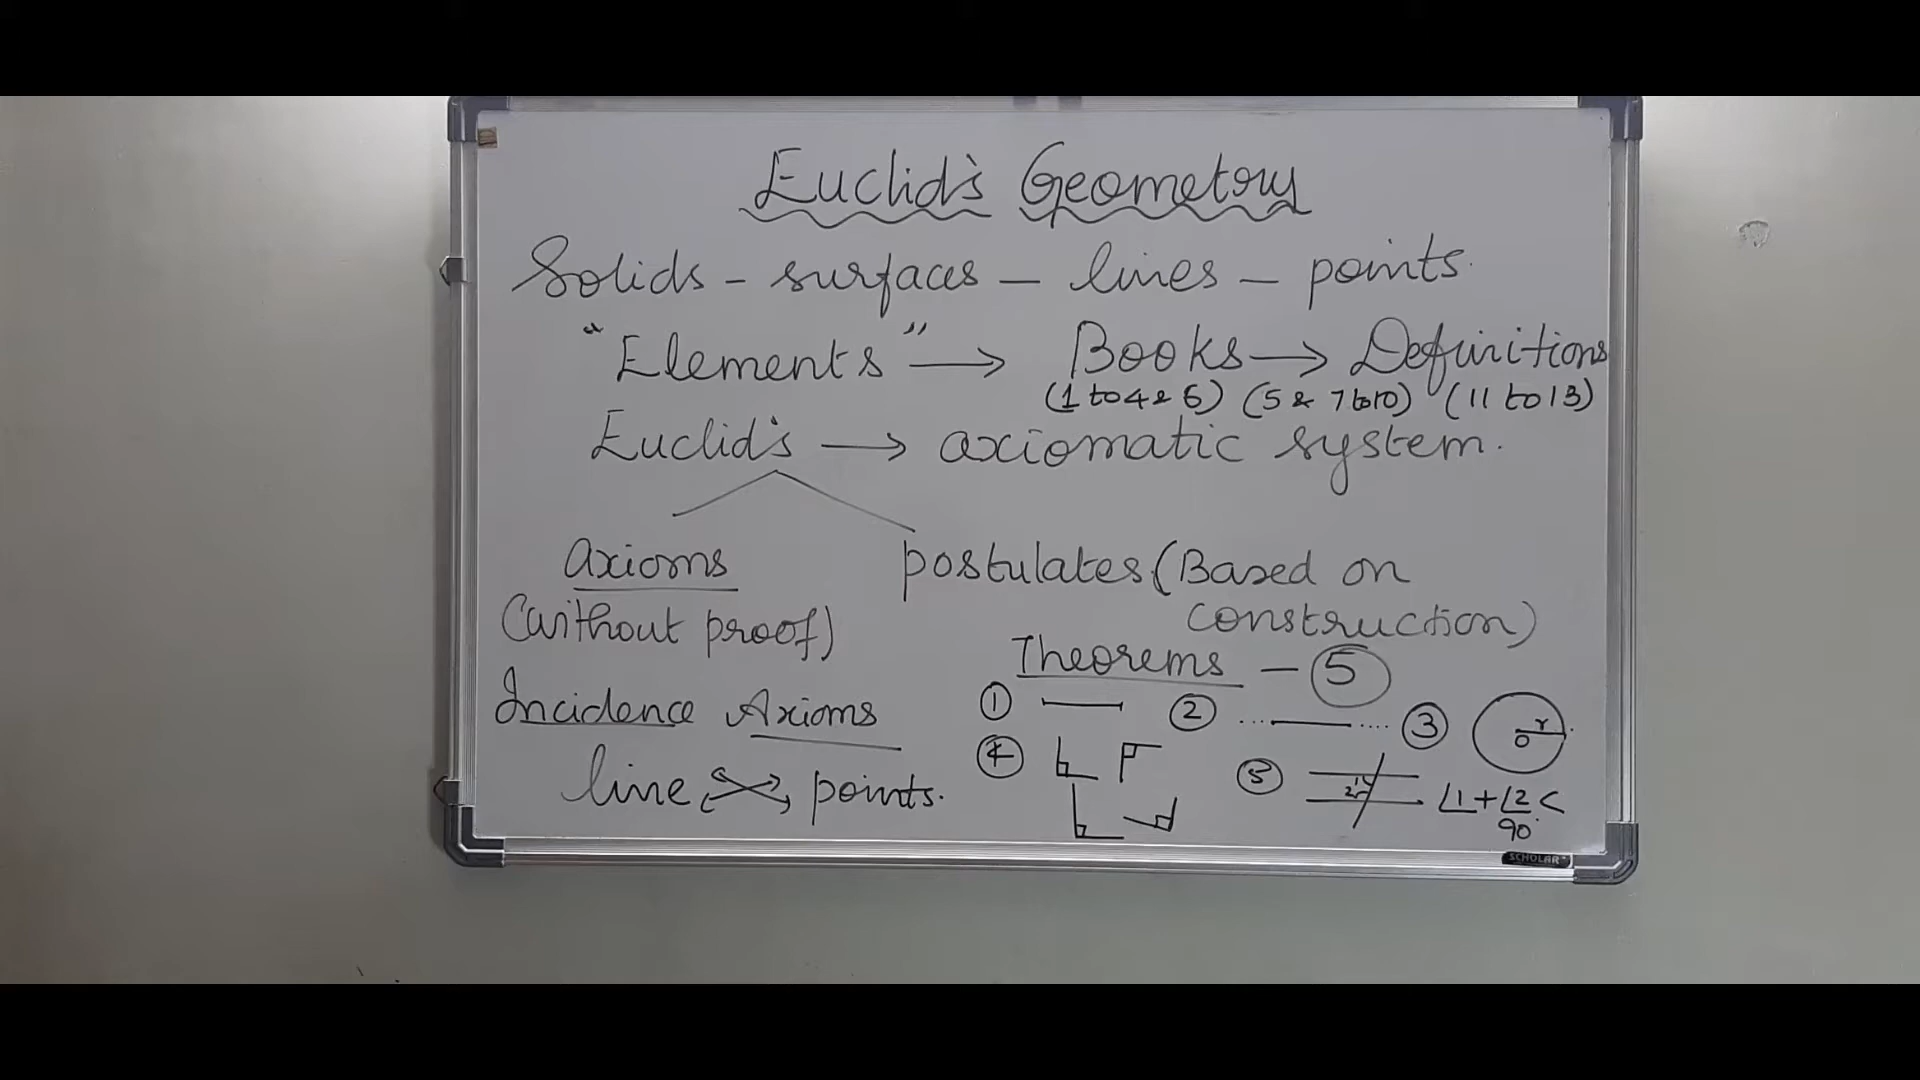 Euclid's Geometry
Solids - surfaces - lines - points.
"Elements" → Books → Definitions
(1 to 4 & 6) (5 & 7 to 10) (11 to 13)
Euclid's → axiomatic system.
axioms postulates (Based on
construction)
(without proof)
Theorems - 5
Incidence Axioms
1 2 3 r O
4 5 1 2 ∠1+∠2<
90°
line points.
SCHOLAR